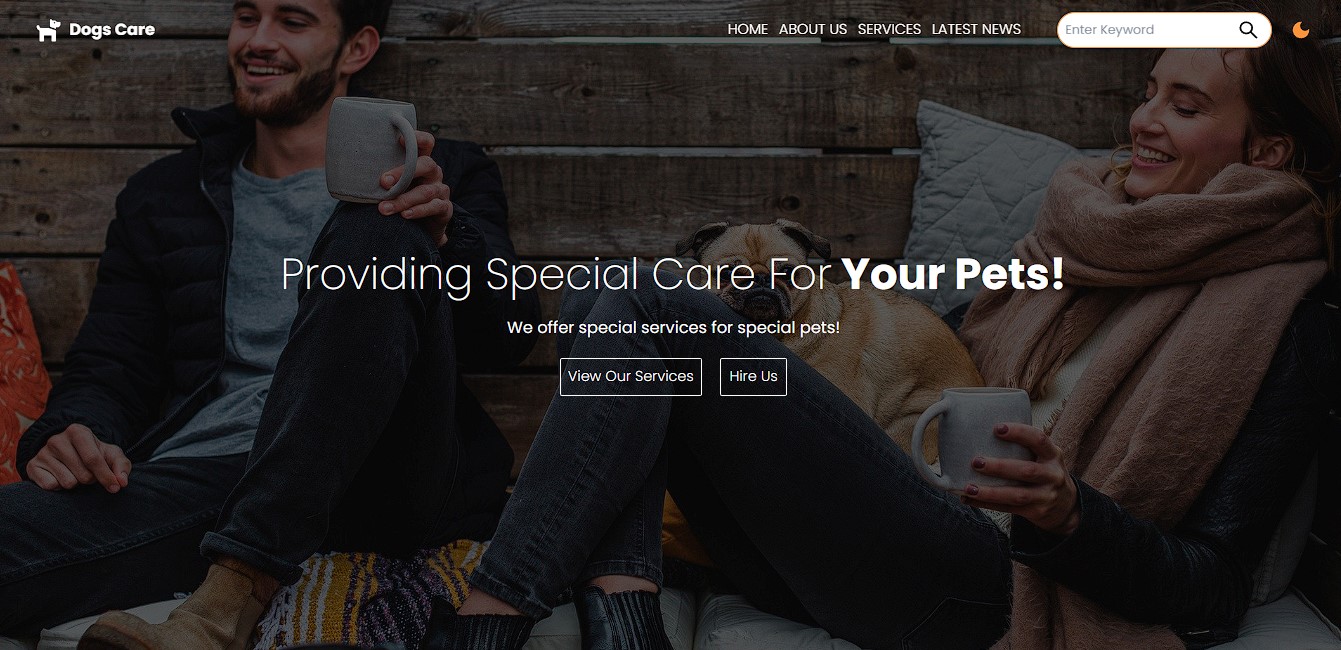 Dogs Care
HOME ABOUT US SERVICES LATEST NEWS
Enter Keyword
Providing Special Care For Your Pets!
We offer special services for special pets!
View Our Services
Hire Us